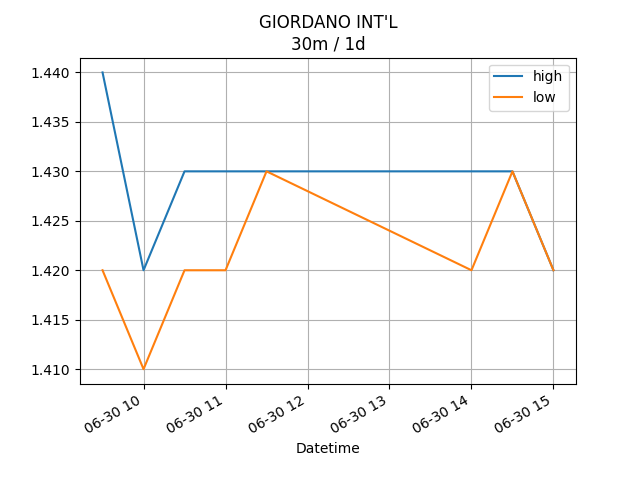 GIORDANO INT'L
30m / 1d
high
low
1.440
1.435
1.430
1.425
1.420
1.415
1.410
06-30 10
06-30 11
06-30 12
06-30 13
06-30 14
06-30 15
Datetime